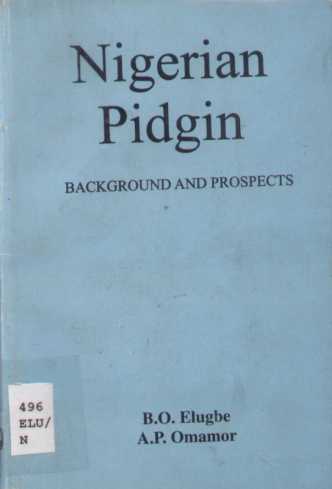 Nigerian
Pidgin
BACKGROUND AND PROSPECTS
496
ELU/
N
B.O. Elugbe
A.P. Omamor